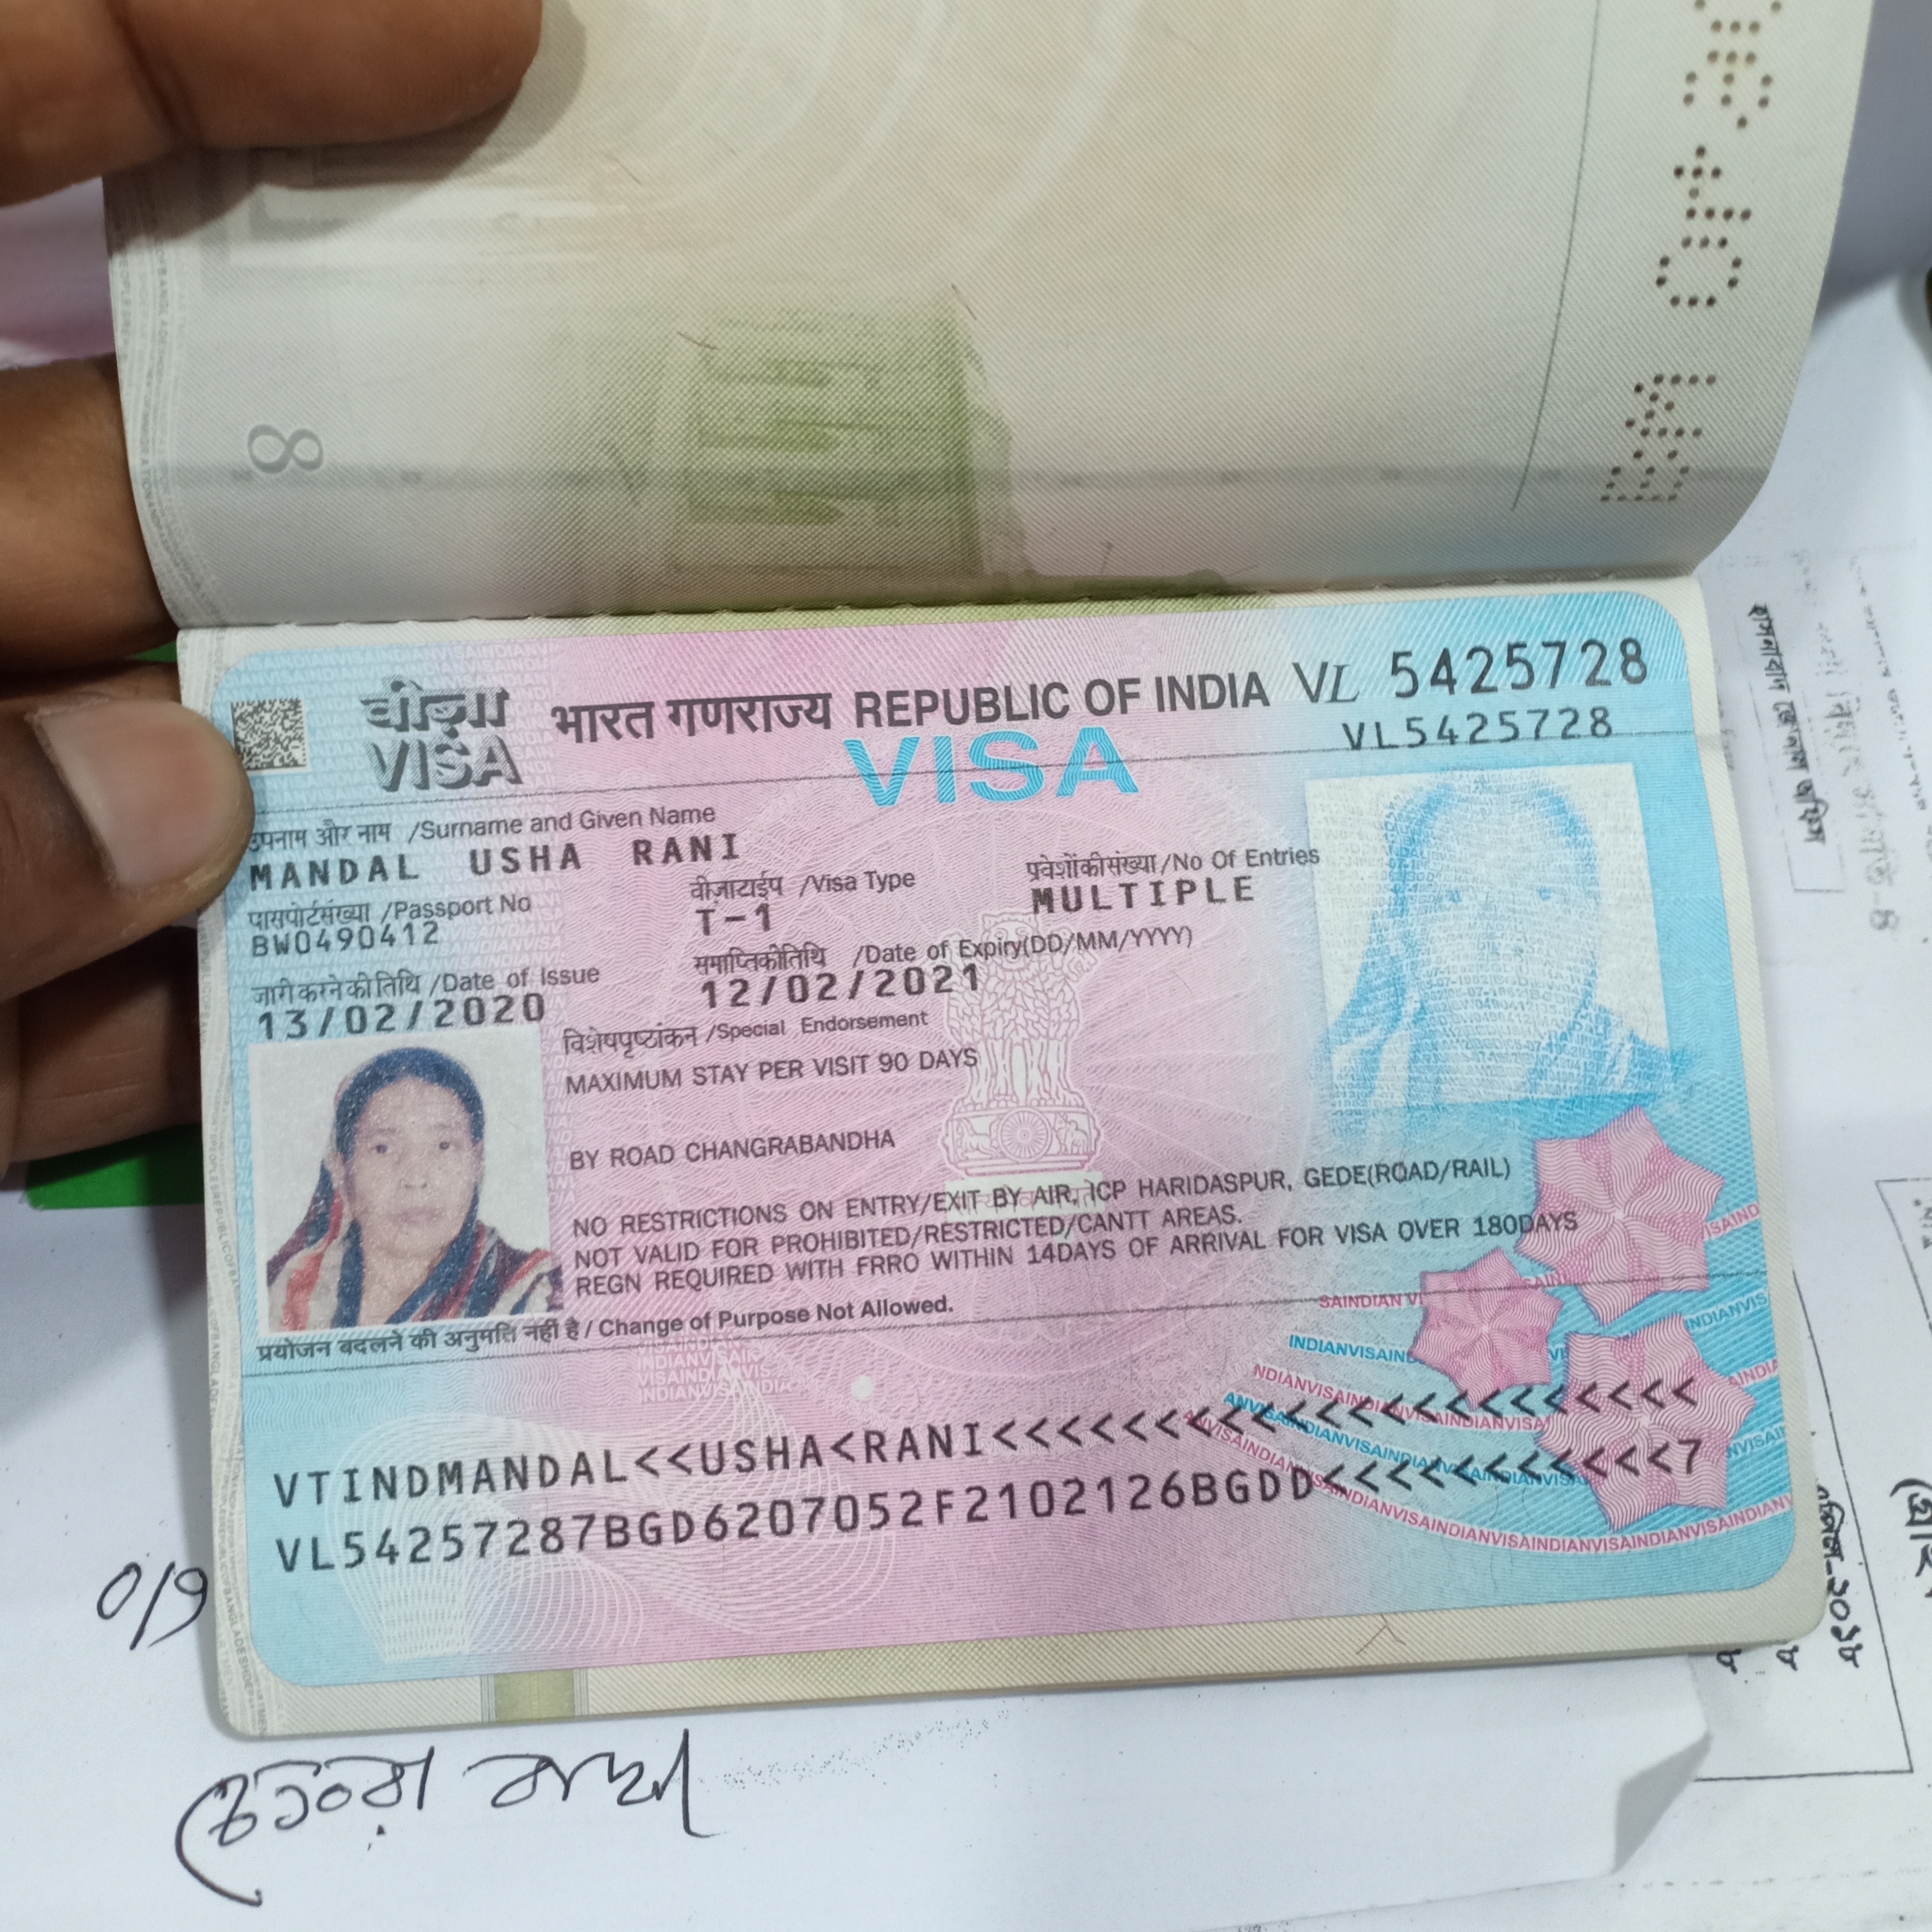 8
वीज़ा
VISA
भारत गणराज्य REPUBLIC OF INDIA VL 5425728
VL5425728
VISA
उपनाम और नाम /Surname and Given Name
MANDAL USHA RANI
पासपोर्टसंख्या /Passport No
BW0490412
वीज़ाटाईप /Visa Type
T-1
प्रवेशोंकीसंख्या/No Of Entries
MULTIPLE
जारीकरनेकीतिथि /Date of Issue
13/02/2020
समाप्तिकीतिथि /Date of Expiry(DD/MM/YYYY)
12/02/2021
विशेषपृष्ठांकन /Special Endorsement
MAXIMUM STAY PER VISIT 90 DAYS
BY ROAD CHANGRABANDHA
NO RESTRICTIONS ON ENTRY/EXIT BY AIR, ICP HARIDASPUR, GEDE(ROAD/RAIL)
NOT VALID FOR PROHIBITED/RESTRICTED/CANTT AREAS.
REGN REQUIRED WITH FRRO WITHIN 14DAYS OF ARRIVAL FOR VISA OVER 180DAYS
प्रयोजन बदलने की अनुमति नहीं है / Change of Purpose Not Allowed.
VTINDMANDAL<<USHA<RANI<<<<<<<<<<<<<<<<<<<<<<
VL54257287BGD6207052F2102126BGDD<<<<<<<<<<<7